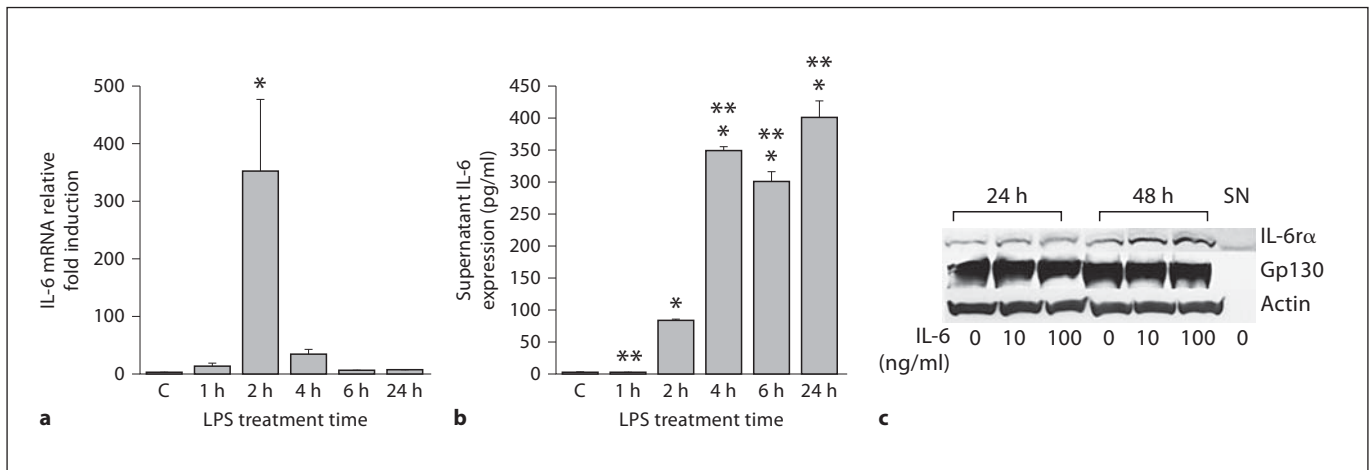 500
400
300
200
100
0
IL-6 mRNA relative
fold induction
*
C 1 h 2 h 4 h 6 h 24 h
LPS treatment time
a
450
400
350
300
250
200
150
100
50
0
Supernatant IL-6
expression (pg/ml)
**
*
**
*
**
*
**
*
C 1 h 2 h 4 h 6 h 24 h
LPS treatment time
b
24 h 48 h SN
IL-6rα
Gp130
Actin
IL-6 0 10 100 0 10 100 0
(ng/ml)
c